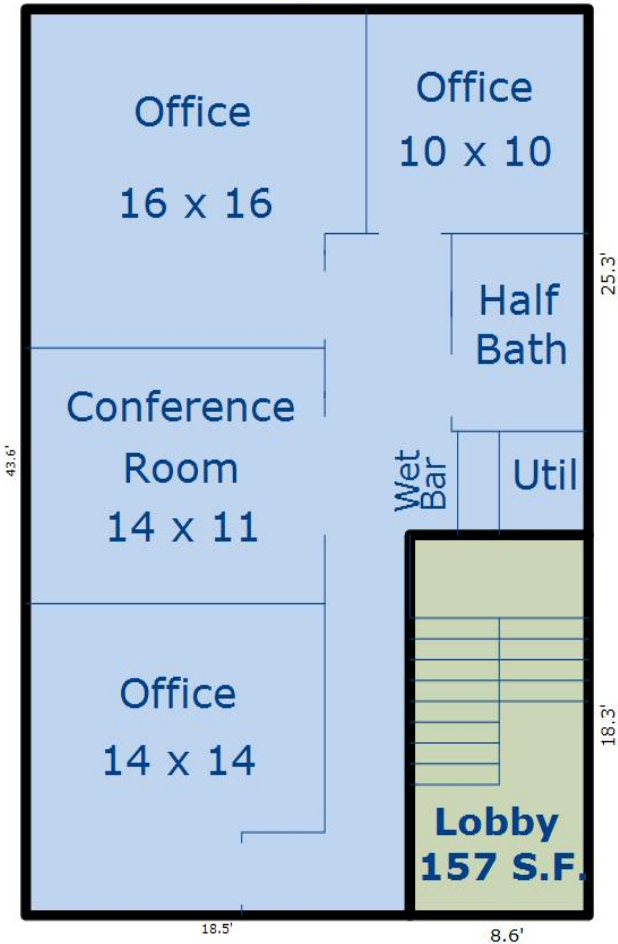 Office
16 x 16
Office
10 x 10
25.3'
Half
Bath
Conference
Room
14 x 11
43.6'
Wet
Bar
Util
Office
14 x 14
18.3'
Lobby
157 S.F.
18.5'
8.6'